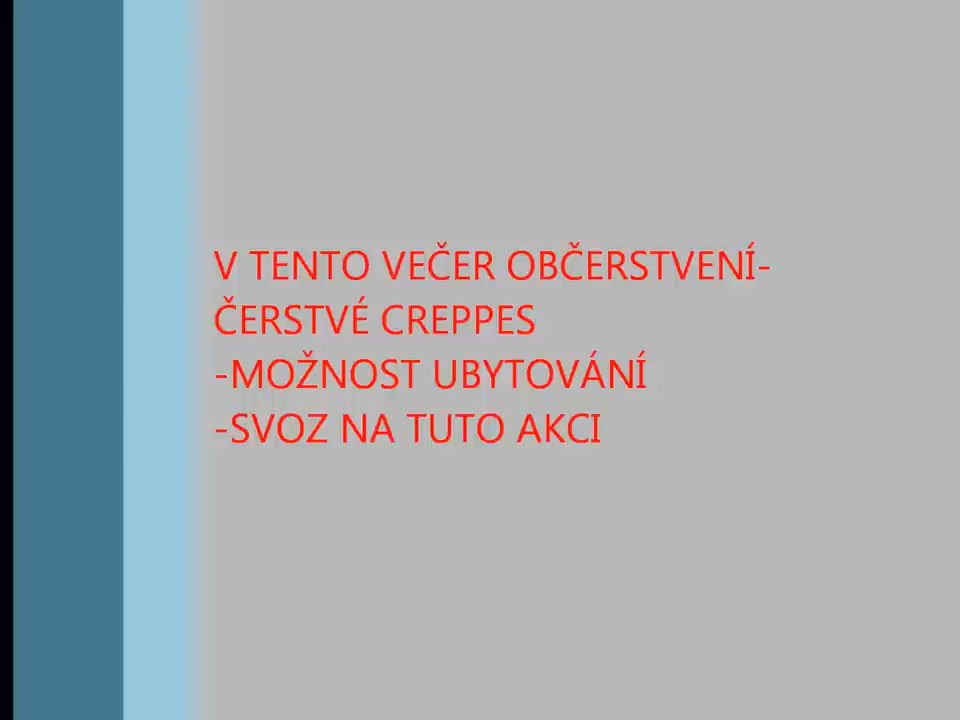 V TENTO VEČER OBČERSTVENÍ-
ČERSTVÉ CREPPES
-MOŽNOST UBYTOVÁNÍ
-SVOZ NA TUTO AKCI